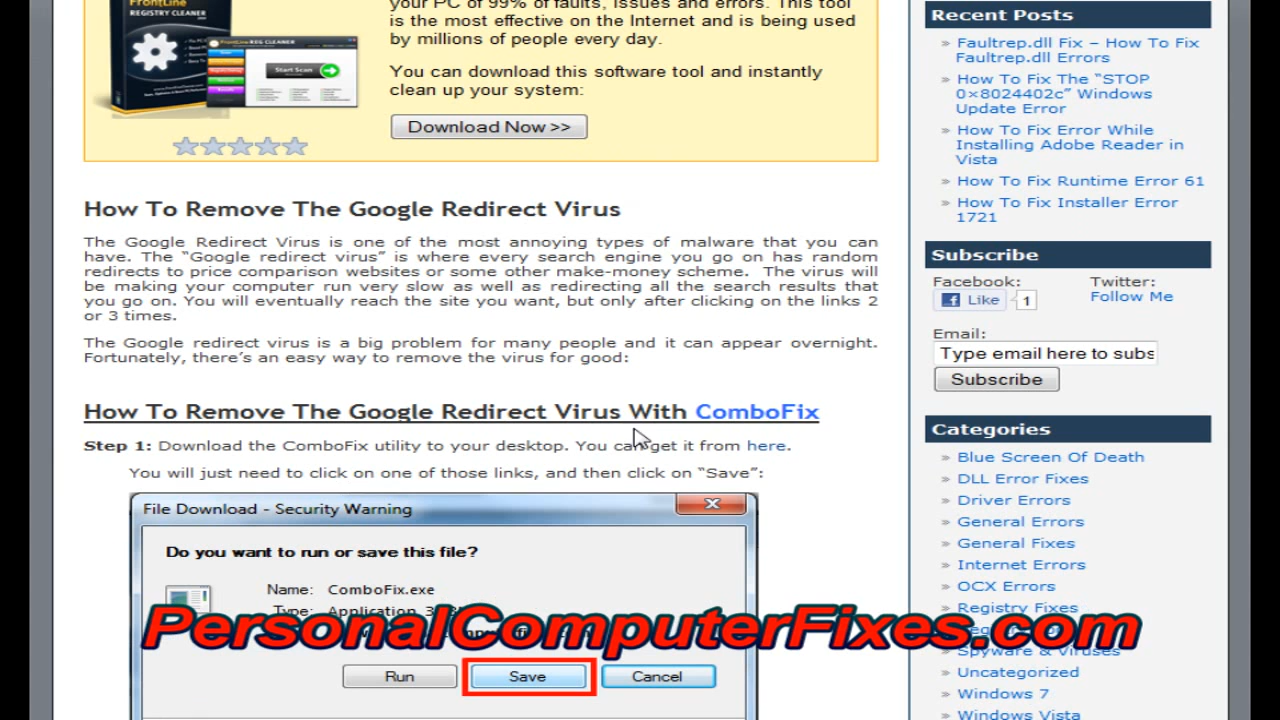 FrontLine
REGISTRY CLEANER
your PC of 99% of faults, issues and errors. This tool
is the most effective on the Internet and is being used
by millions of people every day.
Start Scan
You can download this software tool and instantly
clean up your system:
Download Now >>
How To Remove The Google Redirect Virus
The Google Redirect Virus is one of the most annoying types of malware that you can
have. The “Google redirect virus” is where every search engine you go on has random
redirects to price comparison websites or some other make-money scheme. The virus will
be making your computer run very slow as well as redirecting all the search results that
you go on. You will eventually reach the site you want, but only after clicking on the links 2
or 3 times.
The Google redirect virus is a big problem for many people and it can appear overnight.
Fortunately, there’s an easy way to remove the virus for good:
How To Remove The Google Redirect Virus With ComboFix
Step 1: Download the ComboFix utility to your desktop. You can get it from here.
You will just need to click on one of those links, and then click on “Save”:
File Download - Security Warning
Do you want to run or save this file?
Name: ComboFix.exe
Type: Application
PersonalComputerFixes.com
Run
Save
Cancel
Recent Posts
» Faultrep.dll Fix – How To Fix
Faultrep.dll Errors
» How To Fix The “STOP
0×8024402c” Windows
Update Error
» How To Fix Error While
Installing Adobe Reader in
Vista
» How To Fix Runtime Error 61
» How To Fix Installer Error
1721
Subscribe
Facebook:
Like 1
Twitter:
Follow Me
Email:
Type email here to subs
Subscribe
Categories
» Blue Screen Of Death
» DLL Error Fixes
» Driver Errors
» General Errors
» General Fixes
» Internet Errors
» OCX Errors
» Registry Fixes
» Spyware & Viruses
» Uncategorized
» Windows 7
» Windows Vista